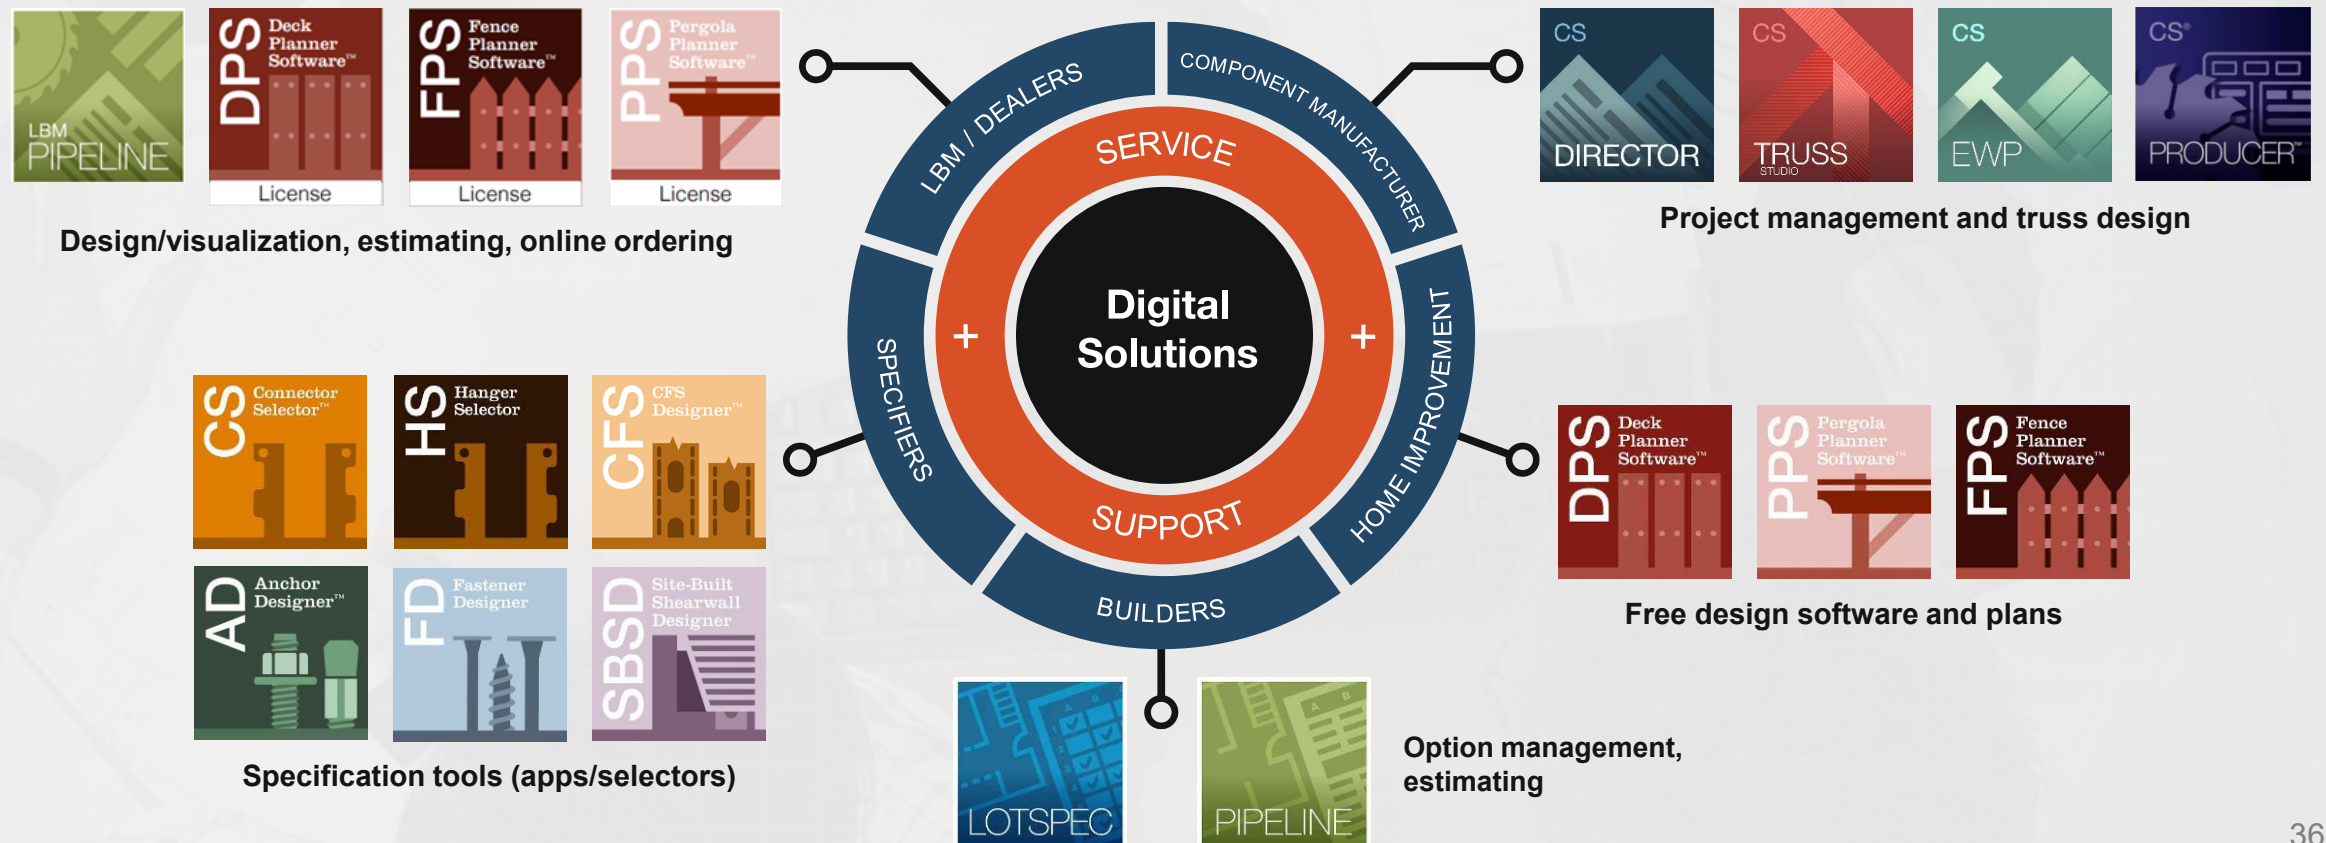 LBM
PIPELINE
DPS
Deck
Planner
Software™
License
FPS
Fence
Planner
Software™
License
PPS
Pergola
Planner
Software™
License
Design/visualization, estimating, online ordering
LBM / DEALERS
COMPONENT MANUFACTURER
HOME IMPROVEMENT
BUILDERS
SPECIFIERS
SERVICE
+
+
SUPPORT
Digital
Solutions
CS
DIRECTOR
CS
TRUSS
STUDIO
CS
EWP
CS®
PRODUCER™
Project management and truss design
CS
Connector
Selector™
HS
Hanger
Selector
CFS
CFS
Designer™
AD
Anchor
Designer™
FD
Fastener
Designer
SBSD
Site-Built
Shearwall
Designer
Specification tools (apps/selectors)
DPS
Deck
Planner
Software™
PPS
Pergola
Planner
Software™
FPS
Fence
Planner
Software™
Free design software and plans
A B
1
LOTSPEC
A
B
PIPELINE
Option management,
estimating
36